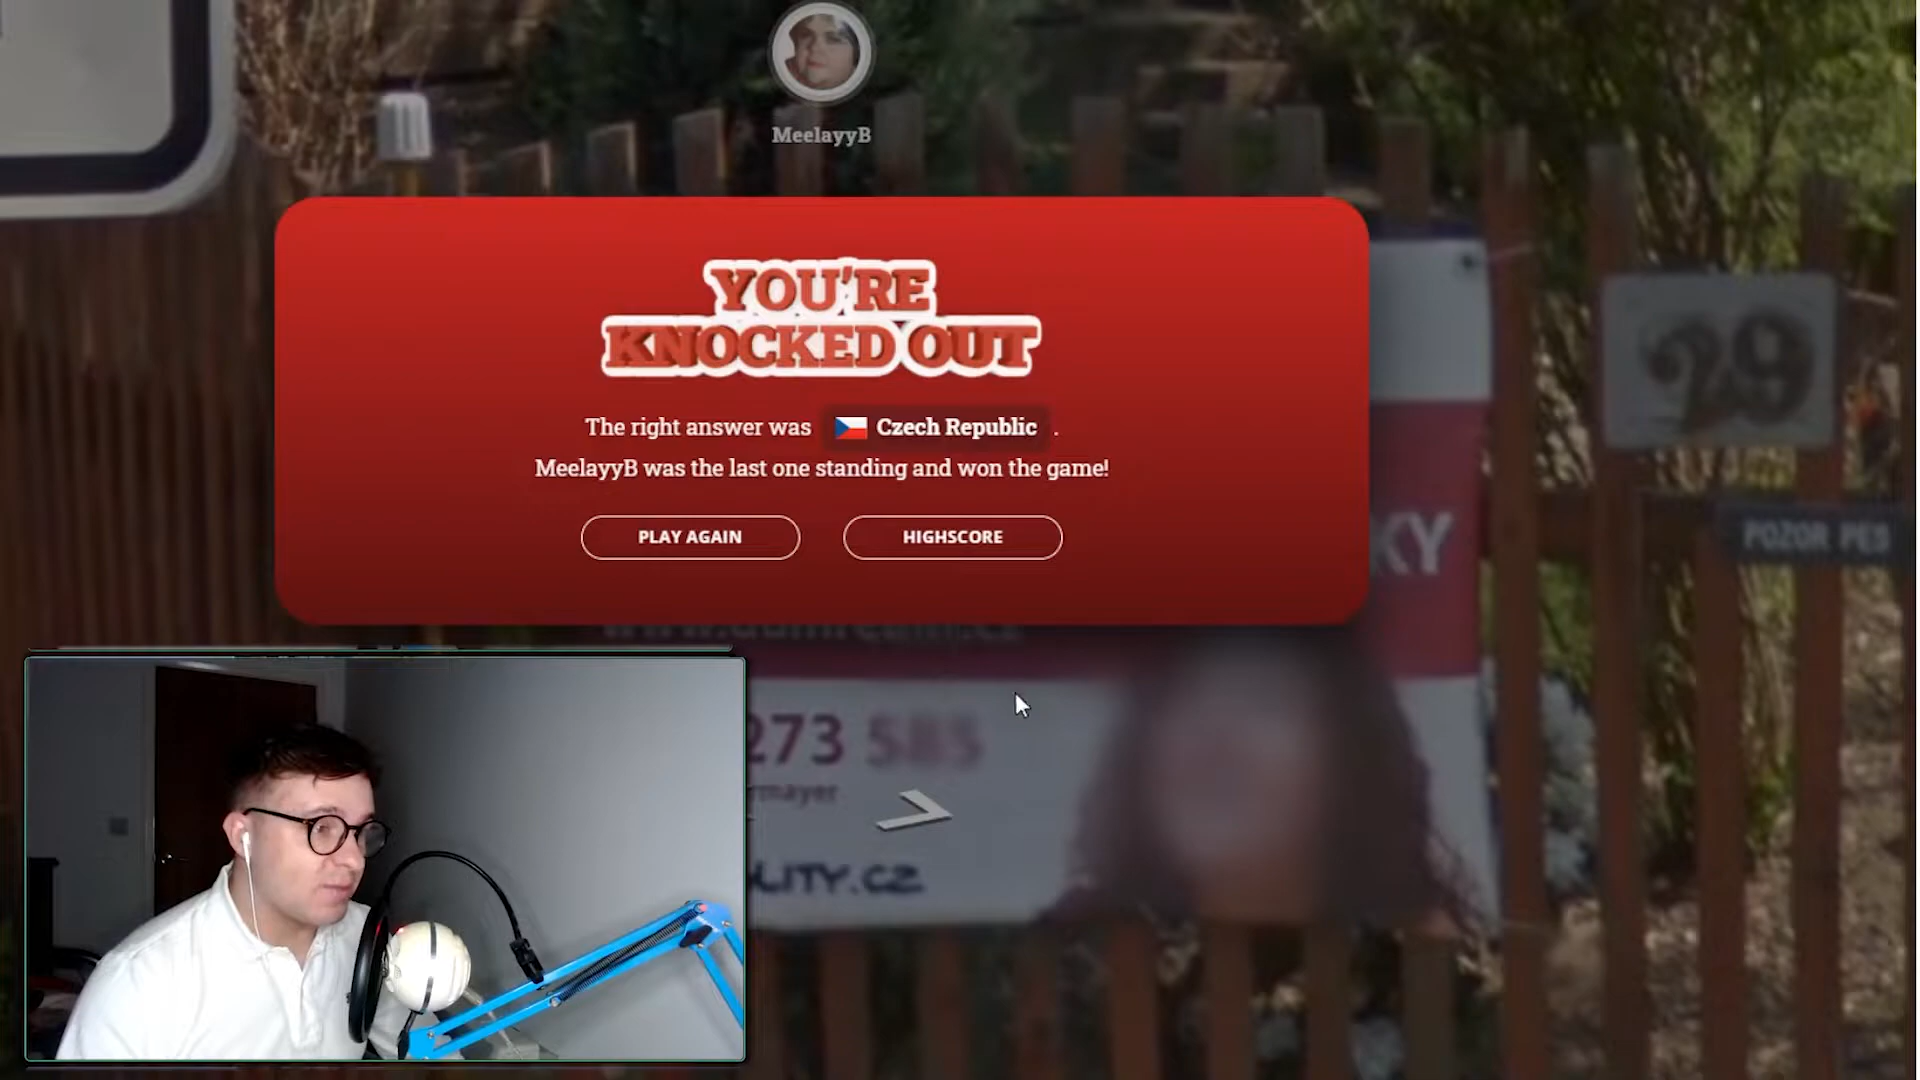 MeelayyB
YOU'RE
KNOCKED OUT
The right answer was Czech Republic .
MeelayyB was the last one standing and won the game!
PLAY AGAIN
HIGHSCORE
29
KY
POZOR PES
273 585
rmayer
LITY.CZ